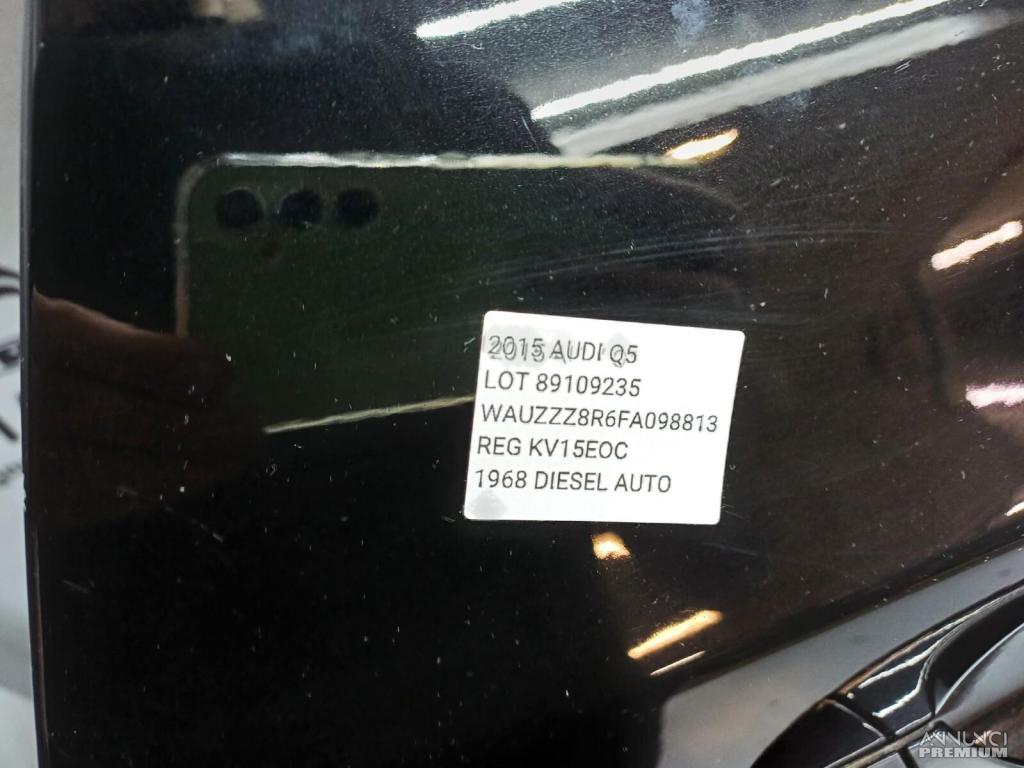 2015 AUDI Q5
LOT 89109235
WAUZZZ8R6FA098813
REG KV15EOC
1968 DIESEL AUTO
ANNUNCI
PREMIUM